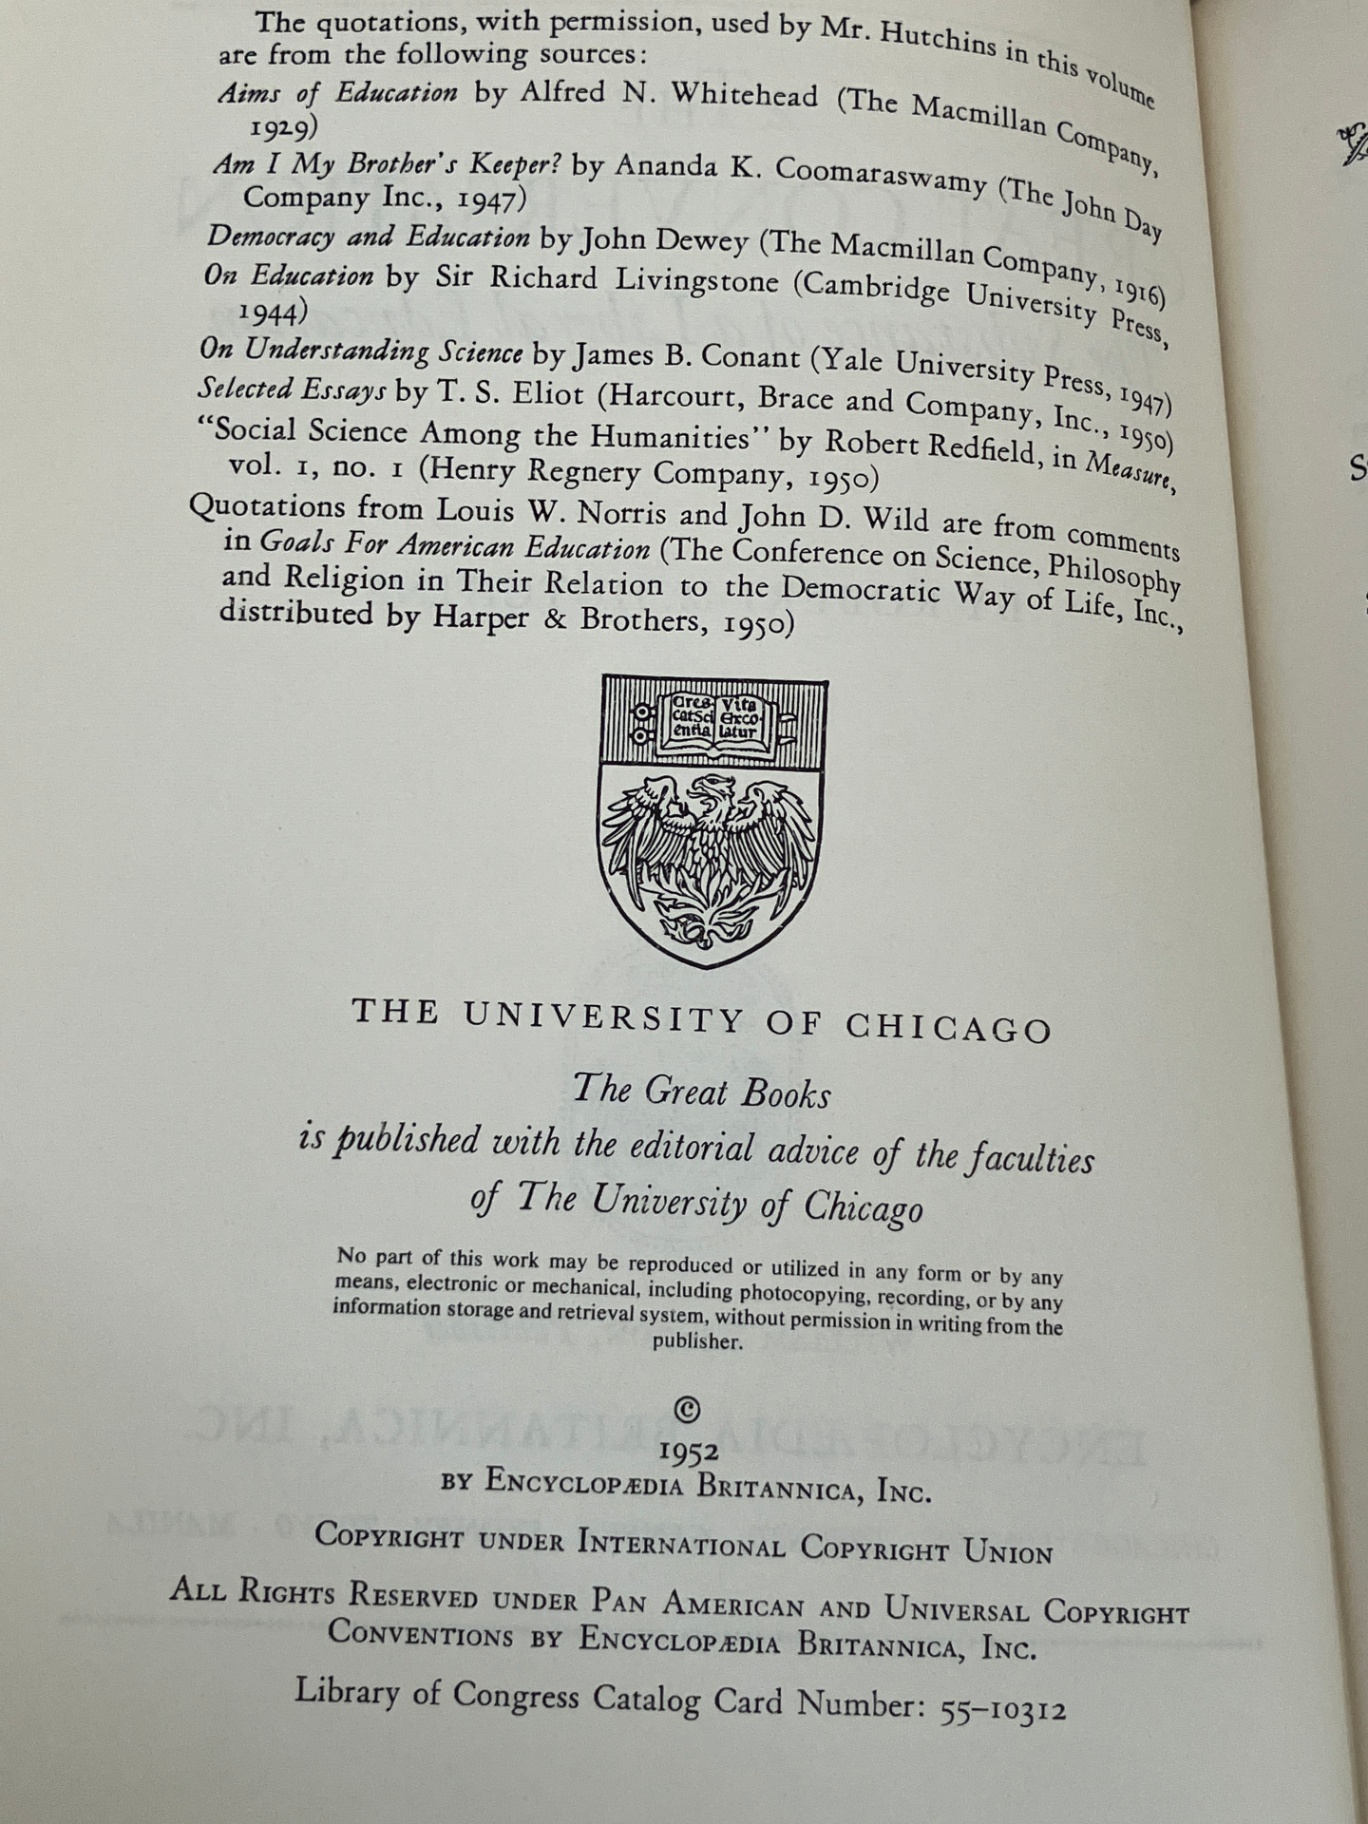 The quotations, with permission, used by Mr. Hutchins in this volume
are from the following sources:
Aims of Education by Alfred N. Whitehead (The Macmillan Company,
1929)
Am I My Brother's Keeper? by Ananda K. Coomaraswamy (The John Day
Company Inc., 1947)
Democracy and Education by John Dewey (The Macmillan Company, 1916)
On Education by Sir Richard Livingstone (Cambridge University Press,
1944)
On Understanding Science by James B. Conant (Yale University Press, 1947)
Selected Essays by T. S. Eliot (Harcourt, Brace and Company, Inc., 1950)
“Social Science Among the Humanities” by Robert Redfield, in Measure,
vol. 1, no. 1 (Henry Regnery Company, 1950)
Quotations from Louis W. Norris and John D. Wild are from comments
in Goals For American Education (The Conference on Science, Philosophy
and Religion in Their Relation to the Democratic Way of Life, Inc.,
distributed by Harper & Brothers, 1950)
Cres-
cat Sci
entia
Vita
exco-
latur
THE UNIVERSITY OF CHICAGO
The Great Books
is published with the editorial advice of the faculties
of The University of Chicago
No part of this work may be reproduced or utilized in any form or by any
means, electronic or mechanical, including photocopying, recording, or by any
information storage and retrieval system, without permission in writing from the
publisher.
©
1952
BY ENCYCLOPÆDIA BRITANNICA, INC.
COPYRIGHT UNDER INTERNATIONAL COPYRIGHT UNION
ALL RIGHTS RESERVED UNDER PAN AMERICAN AND UNIVERSAL COPYRIGHT
CONVENTIONS BY ENCYCLOPÆDIA BRITANNICA, INC.
Library of Congress Catalog Card Number: 55–10312